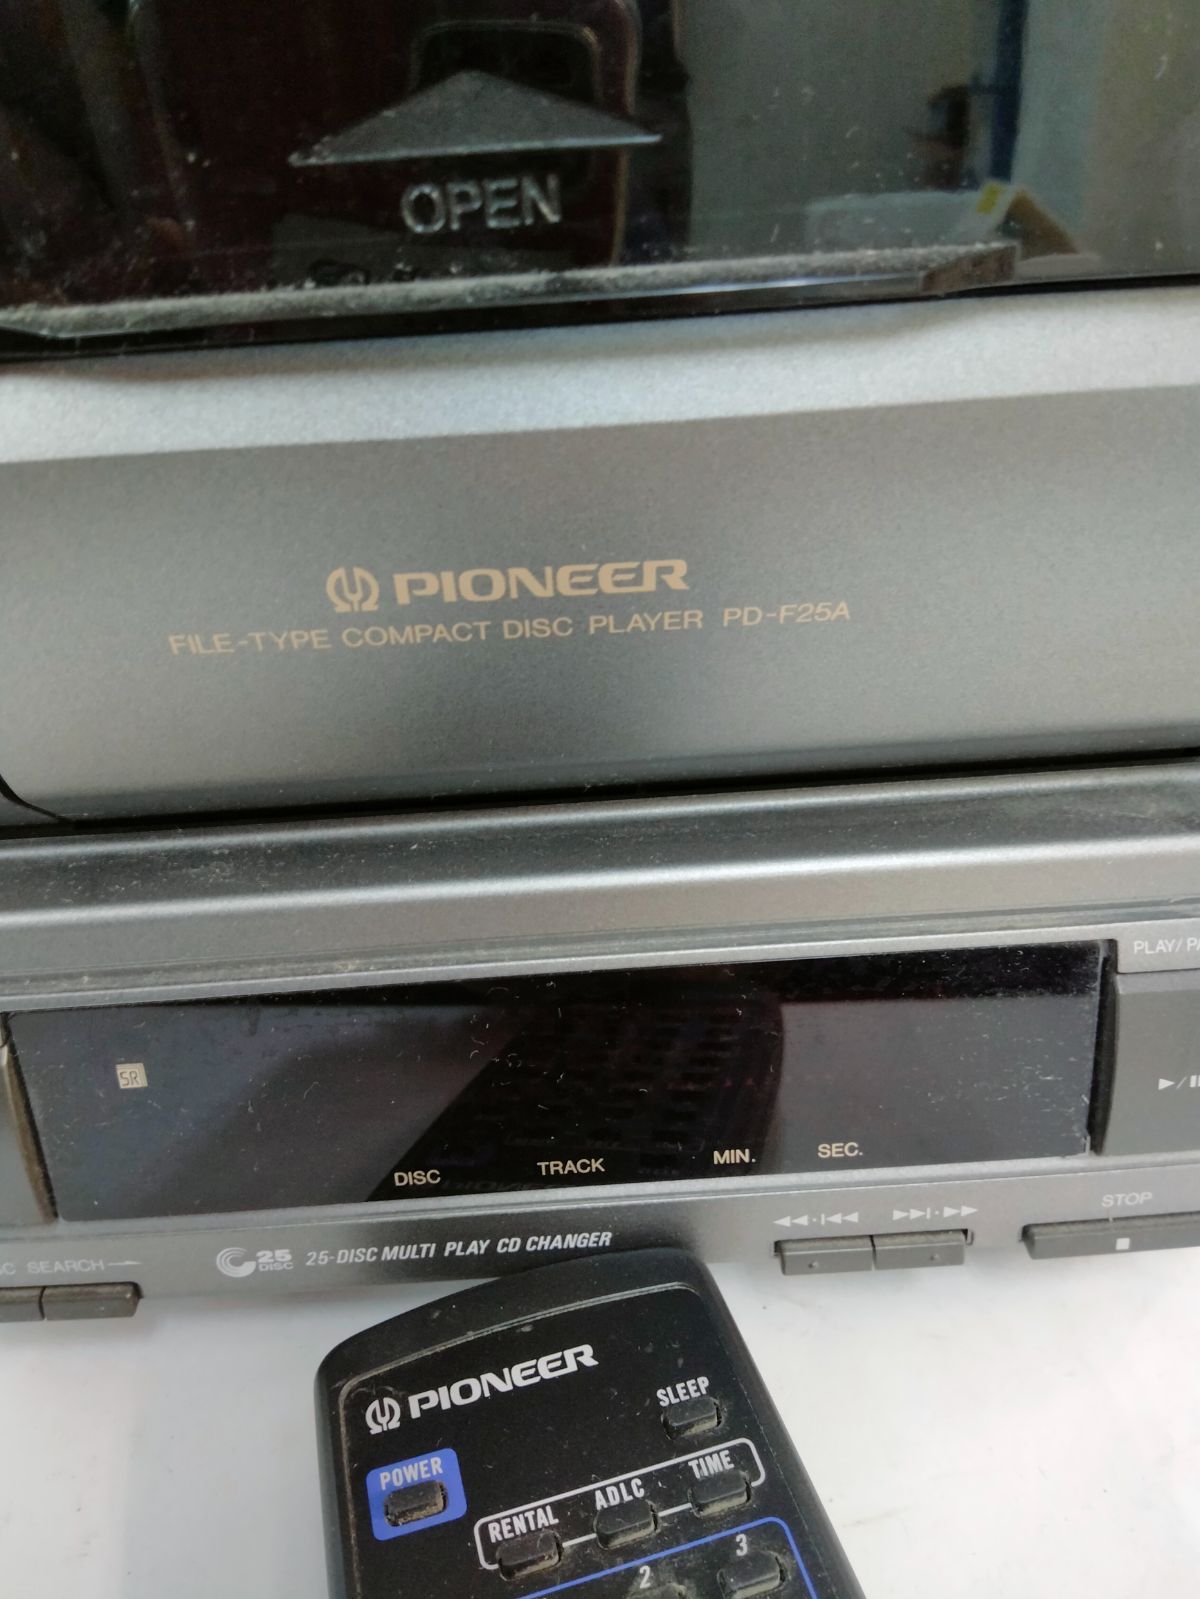 OPEN
PIONEER
FILE-TYPE COMPACT DISC PLAYER PD-F25A
PLAY/
SR
DISC TRACK MIN. SEC.
STOP
SEARCH
25 DISC 25-DISC MULTI PLAY CD CHANGER
PIONEER
SLEEP
POWER
RENTAL ADLC TIME
2 3